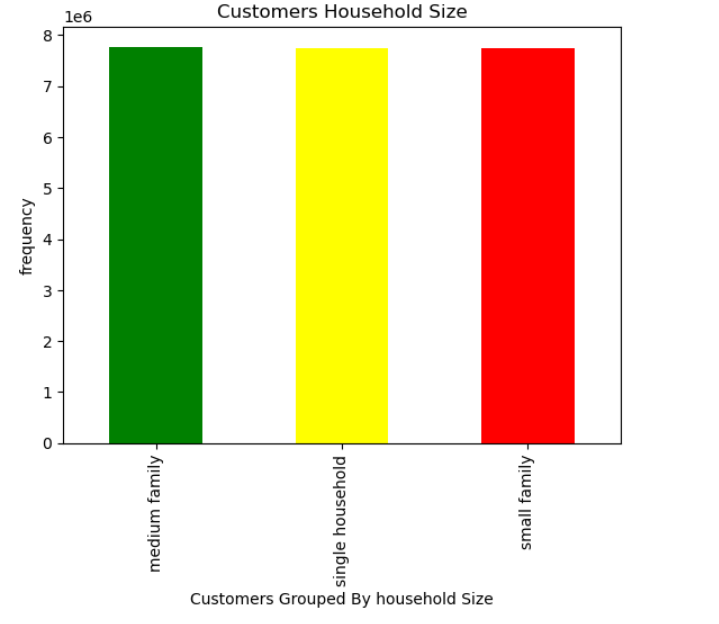 Customers Household Size
1e6
8
7
6
5
4
3
2
1
0
frequency
medium family
single household
small family
Customers Grouped By household Size